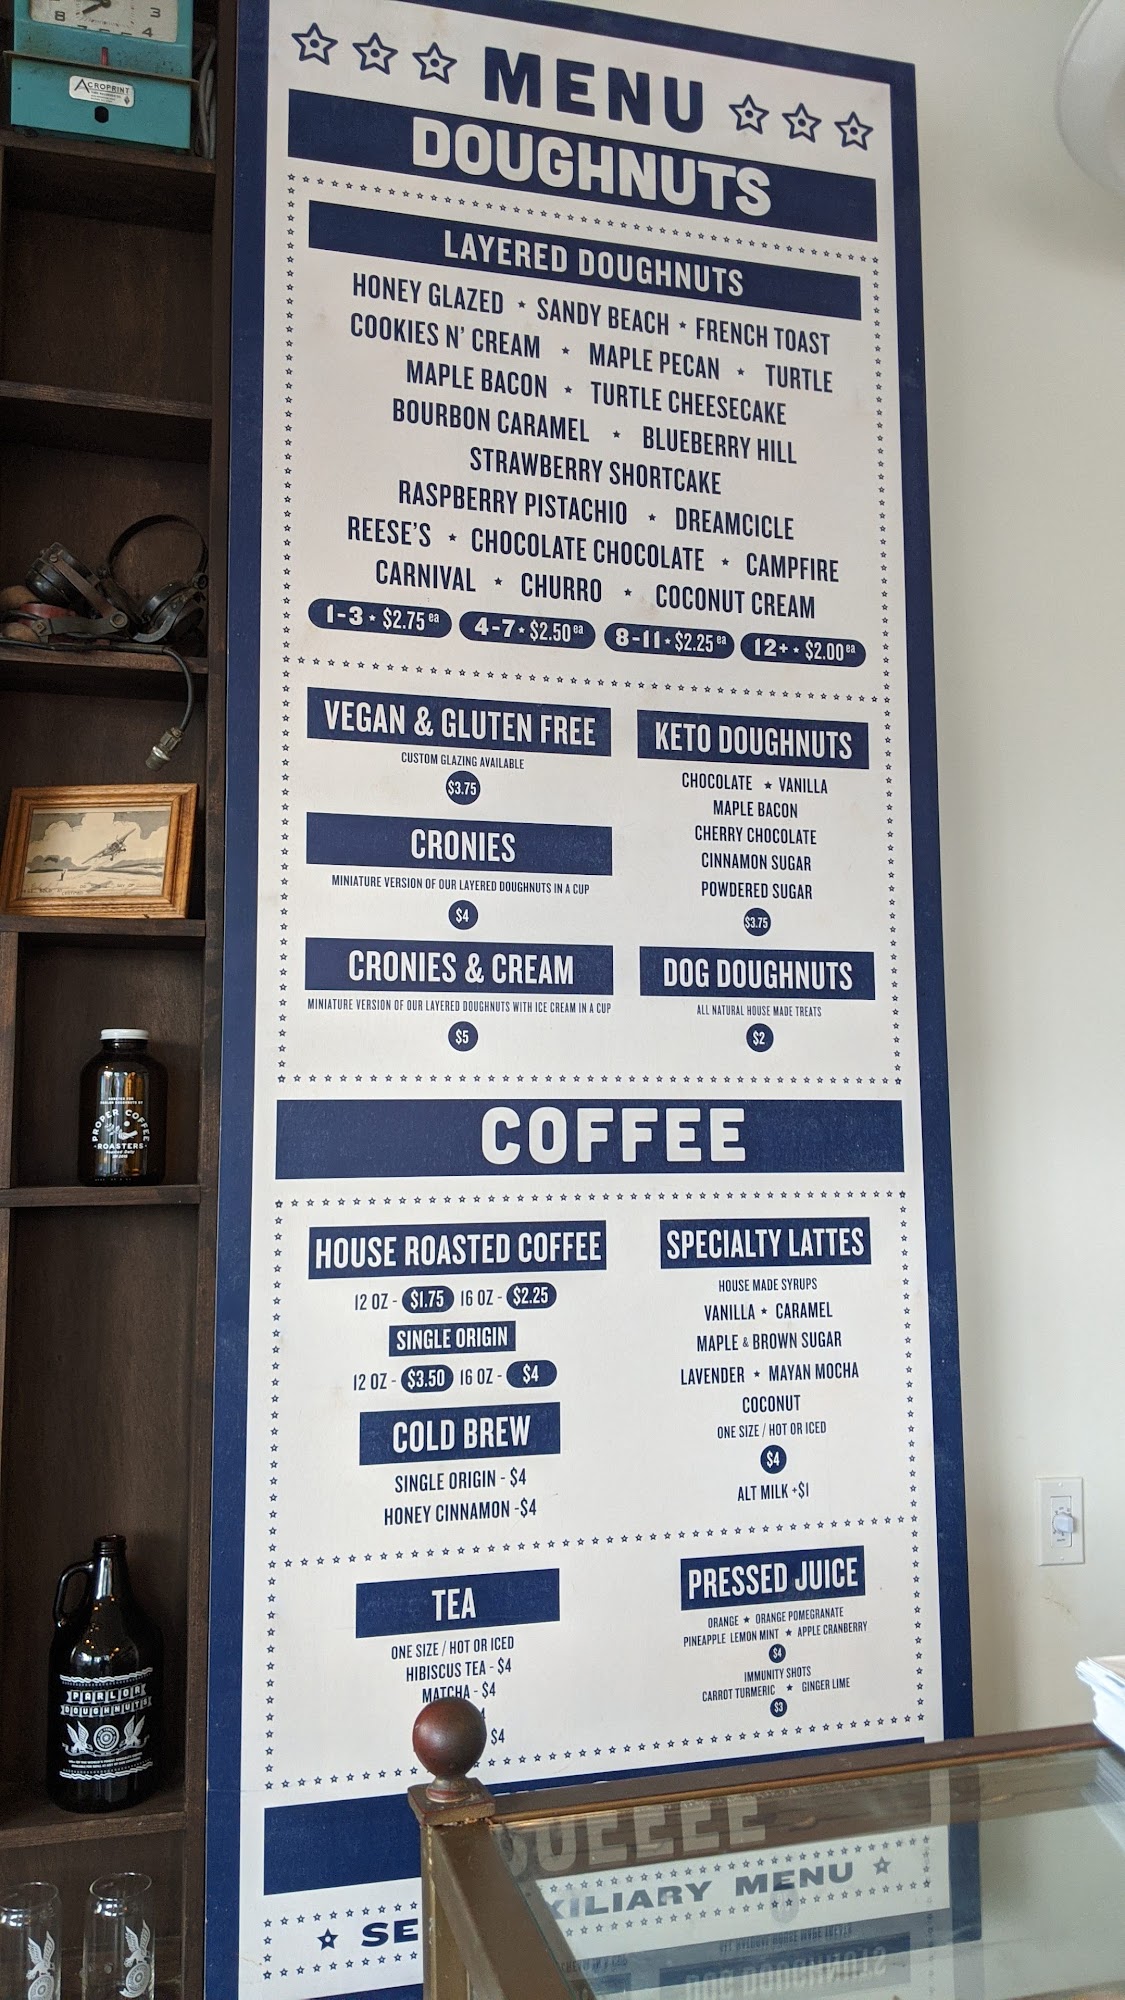 8
3
7
4
ACROPRINT
MENU
DOUGHNUTS
LAYERED DOUGHNUTS
HONEY GLAZED ★ SANDY BEACH ★ FRENCH TOAST
COOKIES N' CREAM ★ MAPLE PECAN ★ TURTLE
MAPLE BACON ★ TURTLE CHEESECAKE
BOURBON CARAMEL ★ BLUEBERRY HILL
STRAWBERRY SHORTCAKE
RASPBERRY PISTACHIO ★ DREAMCICLE
REESE'S ★ CHOCOLATE CHOCOLATE ★ CAMPFIRE
CARNIVAL ★ CHURRO ★ COCONUT CREAM
1-3 ★ $2.75 ea 4-7 ★ $2.50 ea 8-11 ★ $2.25 ea 12+ ★ $2.00 ea
VEGAN & GLUTEN FREE
CUSTOM GLAZING AVAILABLE
$3.75
CRONIES
MINIATURE VERSION OF OUR LAYERED DOUGHNUTS IN A CUP
$4
CRONIES & CREAM
MINIATURE VERSION OF OUR LAYERED DOUGHNUTS WITH ICE CREAM IN A CUP
$5
KETO DOUGHNUTS
CHOCOLATE ★ VANILLA
MAPLE BACON
CHERRY CHOCOLATE
CINNAMON SUGAR
POWDERED SUGAR
$3.75
DOG DOUGHNUTS
ALL NATURAL HOUSE MADE TREATS
$2
COFFEE
HOUSE ROASTED COFFEE
12 OZ - $1.75 16 OZ - $2.25
SINGLE ORIGIN
12 OZ - $3.50 16 OZ - $4
COLD BREW
SINGLE ORIGIN - $4
HONEY CINNAMON -$4
SPECIALTY LATTES
HOUSE MADE SYRUPS
VANILLA ★ CARAMEL
MAPLE & BROWN SUGAR
LAVENDER ★ MAYAN MOCHA
COCONUT
ONE SIZE / HOT OR ICED
$4
ALT MILK +$1
TEA
ONE SIZE / HOT OR ICED
HIBISCUS TEA - $4
MATCHA - $4
4
$4
PRESSED JUICE
ORANGE ★ ORANGE POMEGRANATE
PINEAPPLE LEMON MINT ★ APPLE CRANBERRY
$4
IMMUNITY SHOTS
CARROT TURMERIC ★ GINGER LIME
$3
★ SE
XILIARY MENU ★
PROPER COFFEE
ROASTERS
PARLOR
DOUGHNUTS